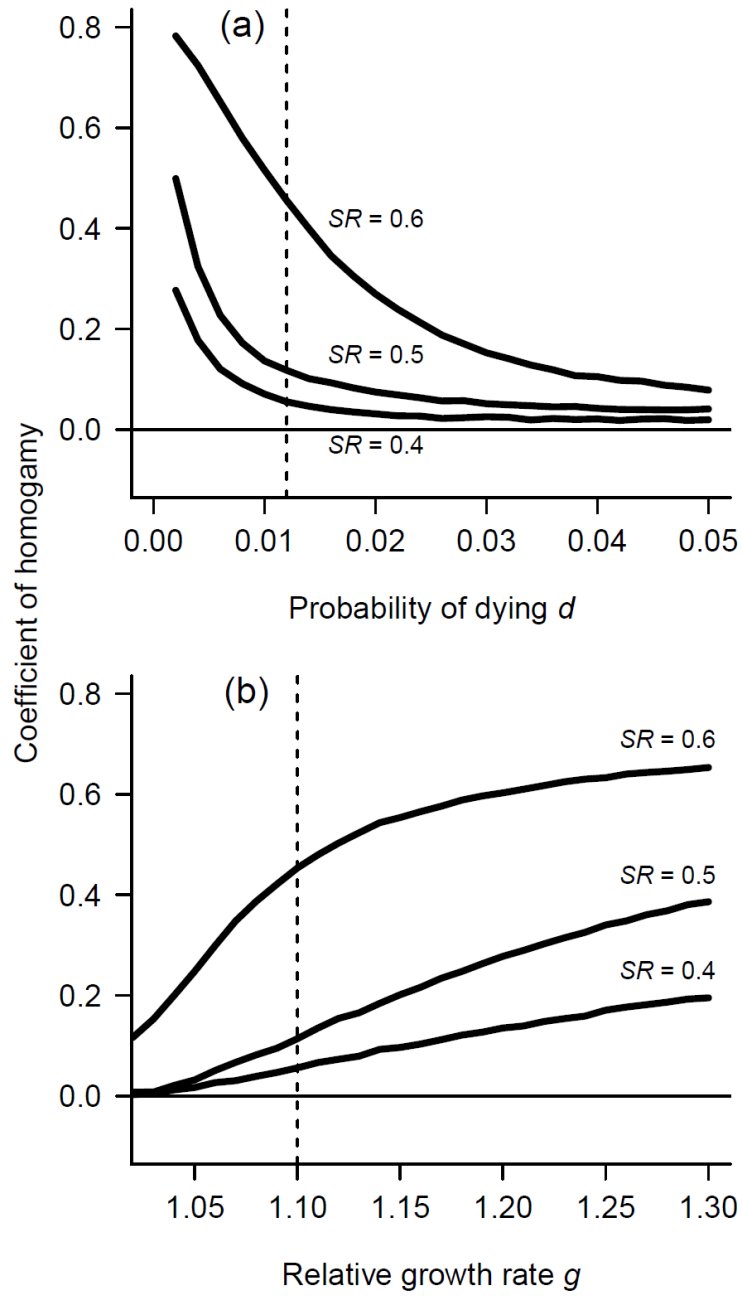 (a)
0.8
0.6
0.4
0.2
0.0
SR = 0.6
SR = 0.5
SR = 0.4
0.00 0.01 0.02 0.03 0.04 0.05
Probability of dying d
Coefficient of homogamy
(b)
0.8
0.6
0.4
0.2
0.0
SR = 0.6
SR = 0.5
SR = 0.4
1.05 1.10 1.15 1.20 1.25 1.30
Relative growth rate g